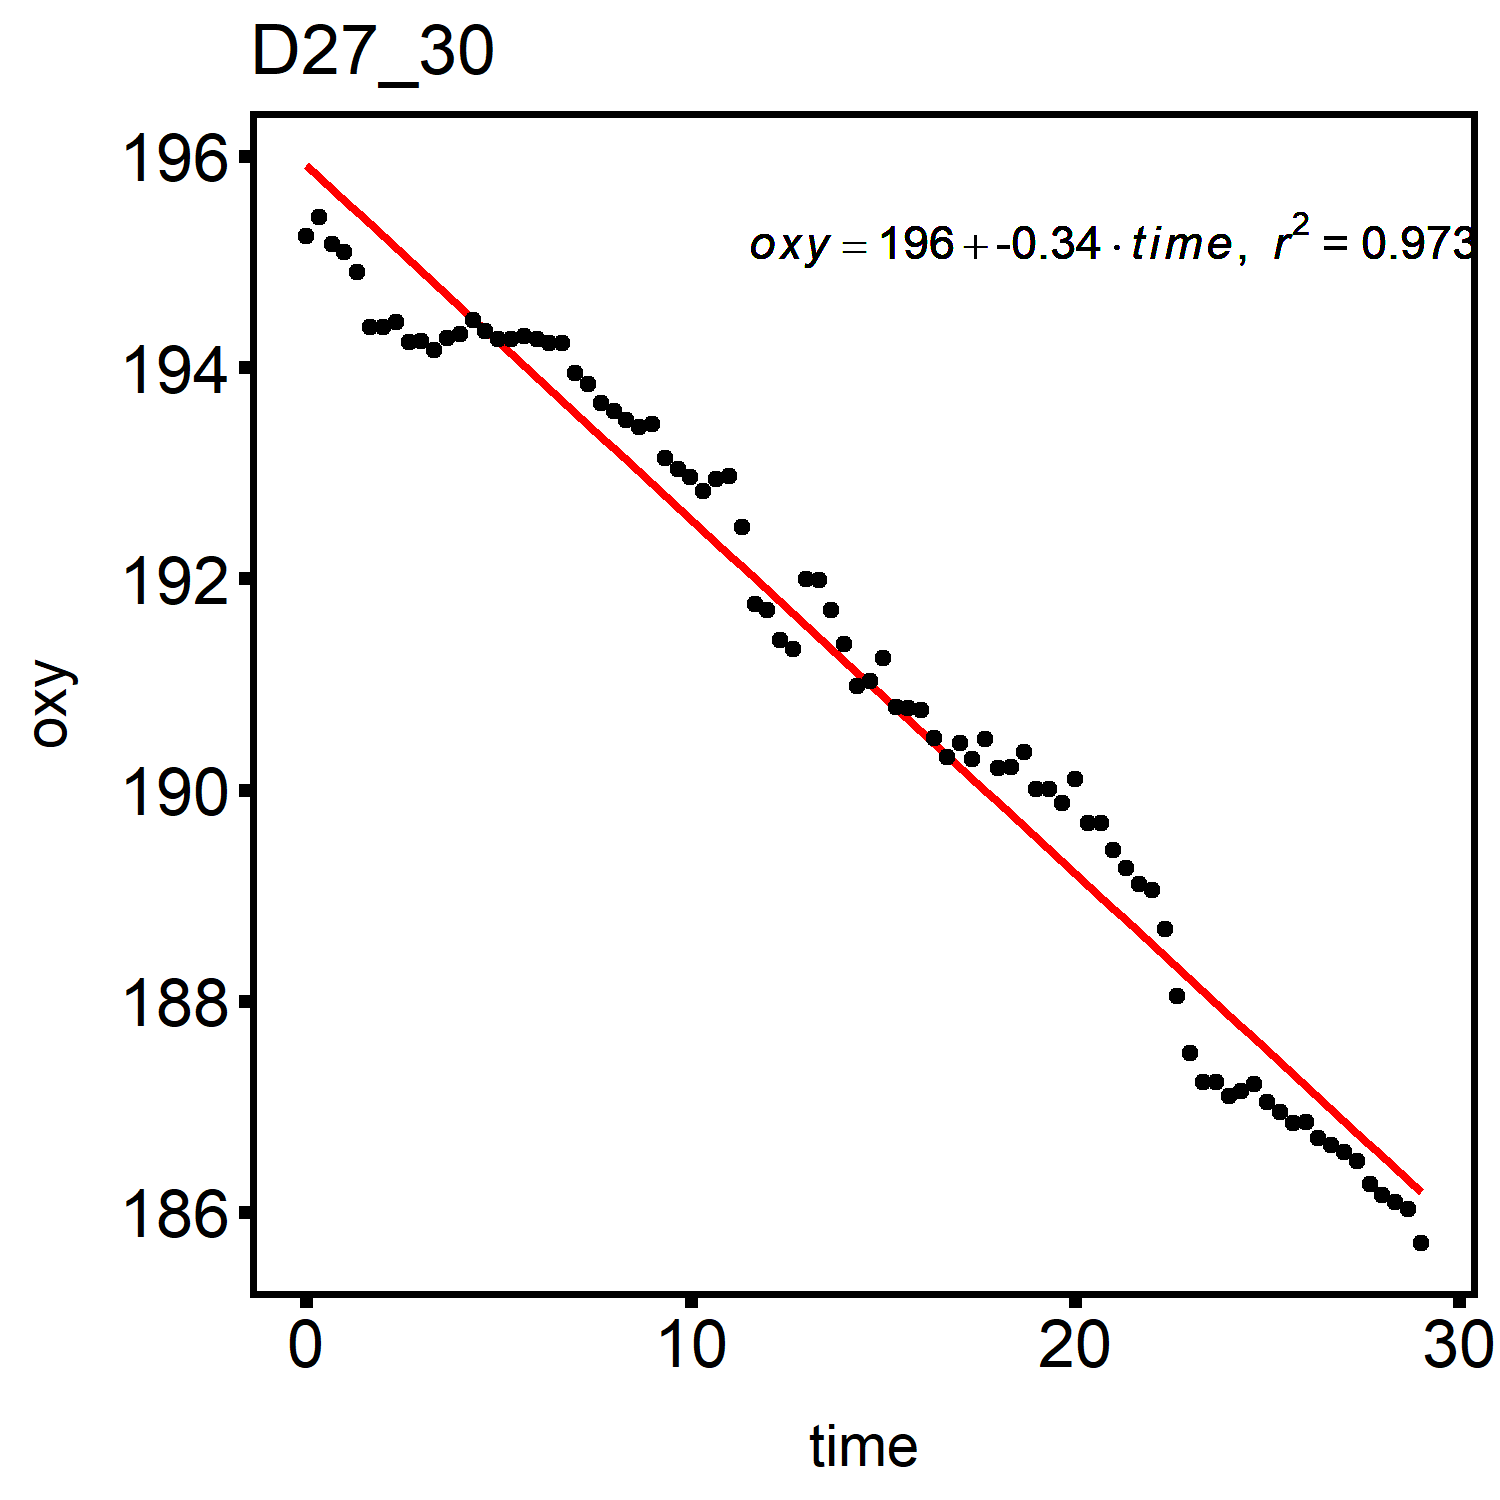 D27_30
oxy = 196 + -0.34 · time, r² = 0.973
196
194
192
190
188
186
oxy
0 10 20 30
time